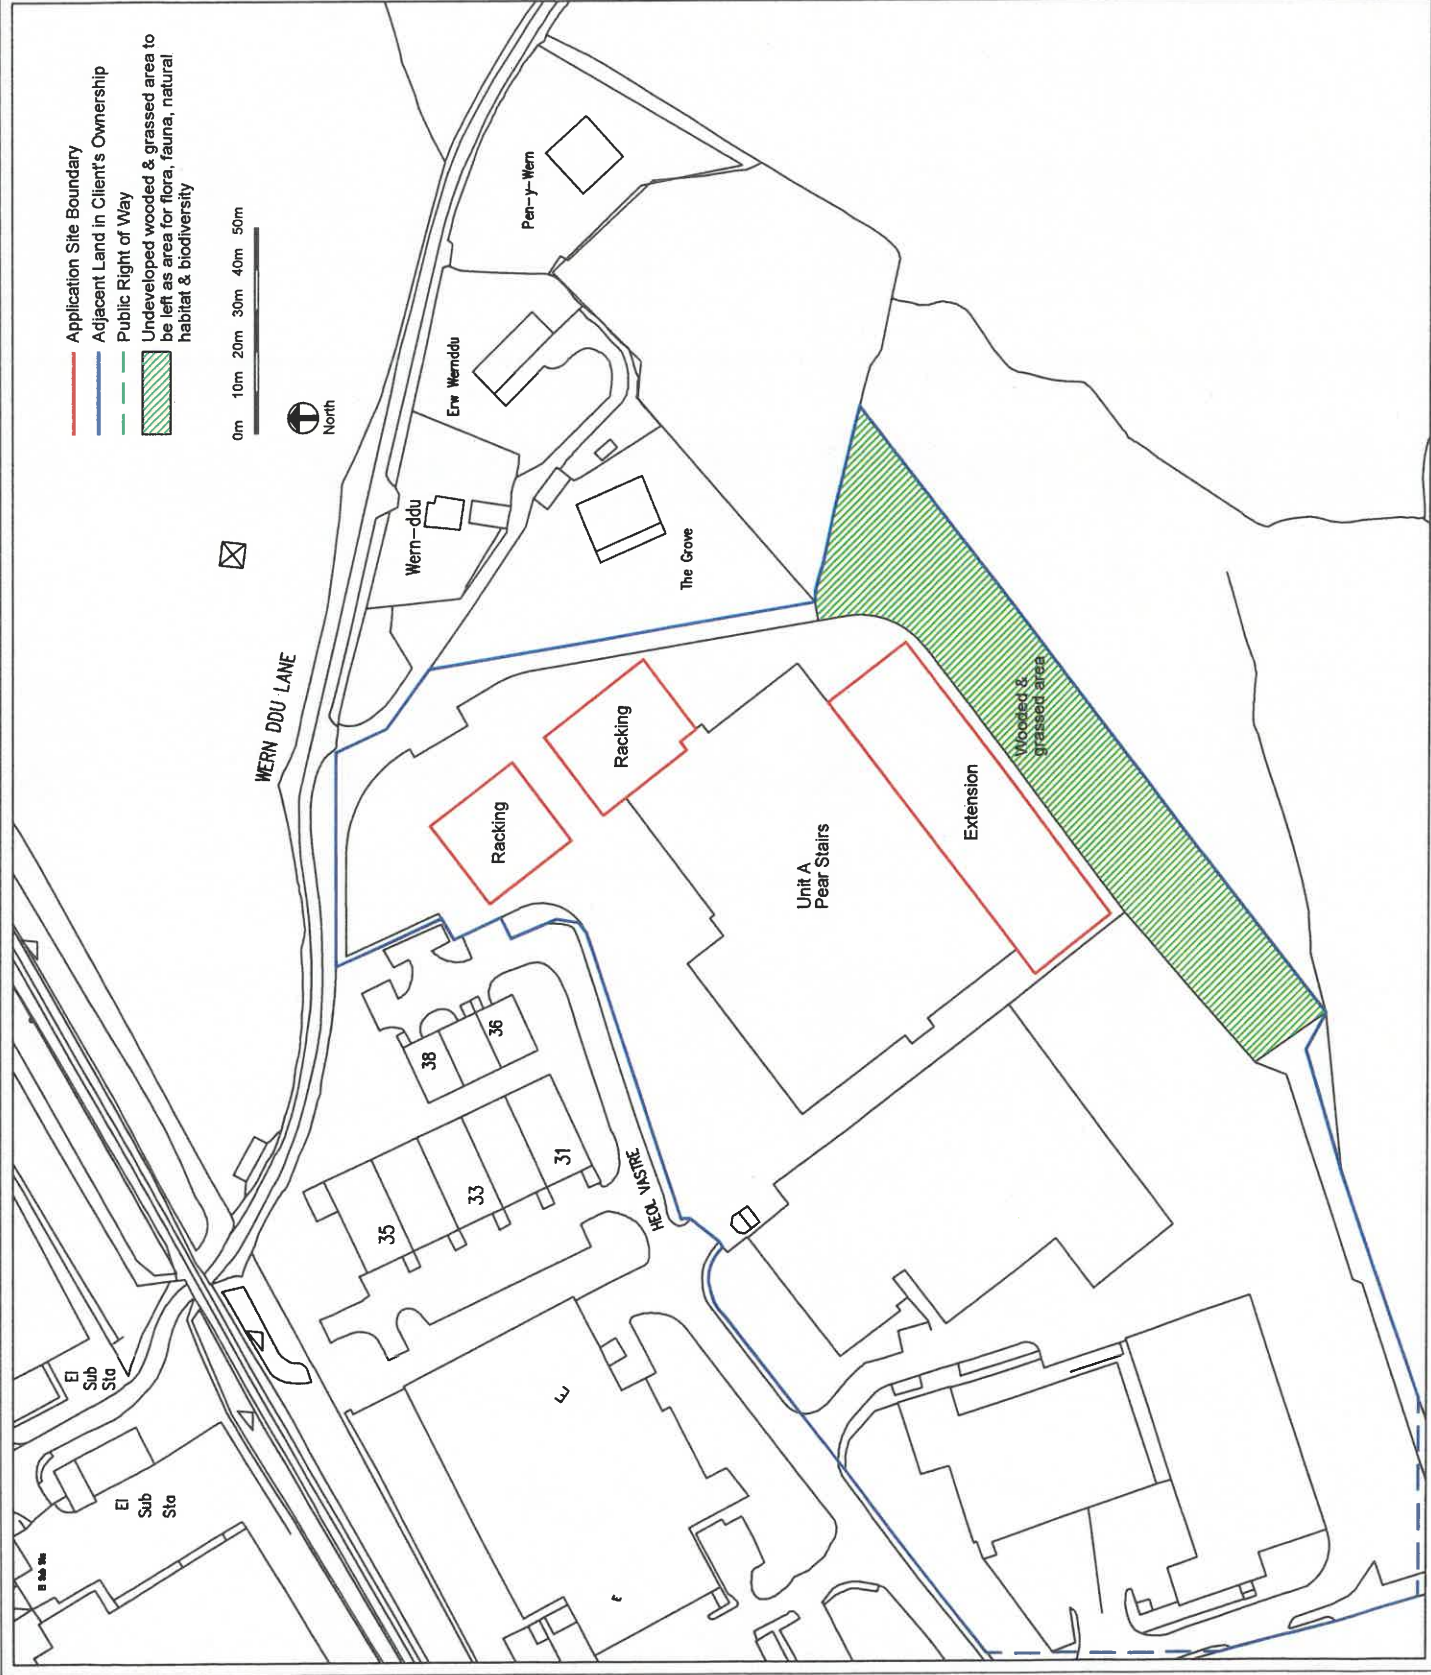 Application Site Boundary
Adjacent Land in Client's Ownership
Public Right of Way
Undeveloped wooded & grassed area to
be left as area for flora, fauna, natural
habitat & biodiversity
0m 10m 20m 30m 40m 50m
North
Pen-y-Wern
Erw Wernddu
Wern-ddu
The Grove
WERN DDU LANE
Racking
Racking
Unit A
Pear Stairs
Extension
Wooded &
grassed area
38
36
35
33
31
HEOL VASTRE
El
Sub
Sta
El
Sub
Sta
El Sub Sta
E
E